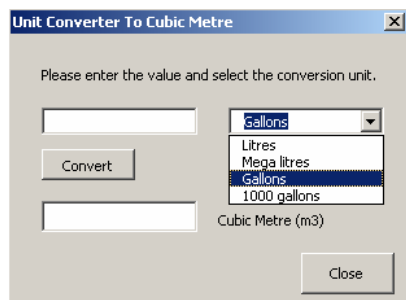 Unit Converter To Cubic Metre
Please enter the value and select the conversion unit.
Gallons
Litres
Mega litres
Gallons
1000 gallons
Convert
Cubic Metre (m3)
Close